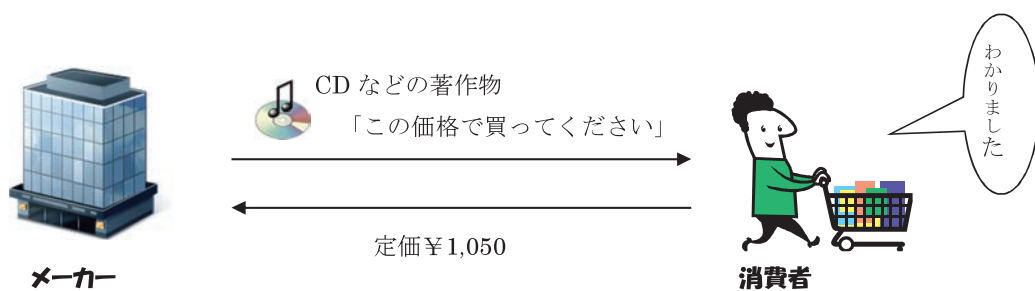 CD などの著作物
「この価格で買ってください」
わかりました
定価￥1,050
メーカー
消費者